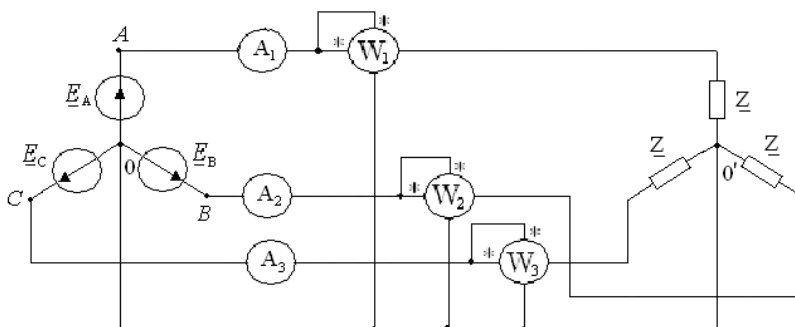 A
A₁
*
*
W₁
E_A
Z
E_C
E_B
0
Z
Z
0'
C
B
A₂
*
*
W₂
A₃
*
*
W₃